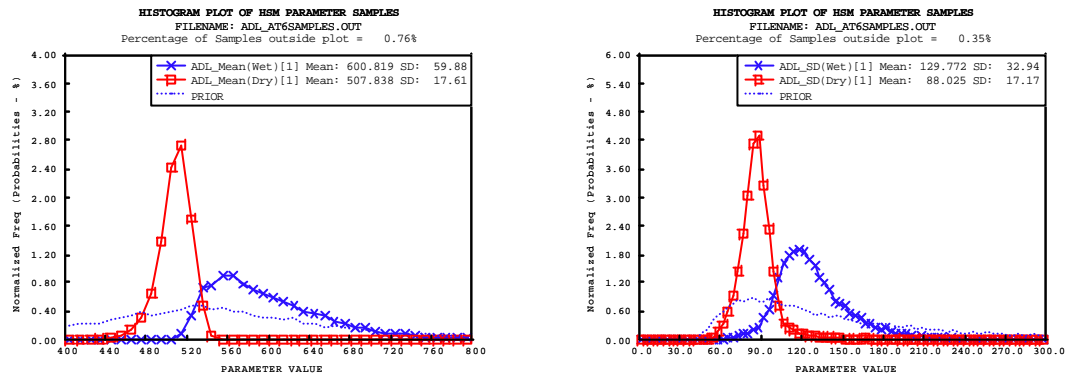 HISTOGRAM PLOT OF HSM PARAMETER SAMPLES
FILENAME: ADL_AT6SAMPLES.OUT
Percentage of Samples outside plot = 0.76%
4.00
3.60
3.20
2.80
2.40
2.00
1.60
1.20
0.80
0.40
0.00
Normalized Freq (Probabilities - %)
ADL_Mean(Wet)[1] Mean: 600.819 SD: 59.88
ADL_Mean(Dry)[1] Mean: 507.838 SD: 17.61
PRIOR
400 440 480 520 560 600 640 680 720 760 800
PARAMETER VALUE
HISTOGRAM PLOT OF HSM PARAMETER SAMPLES
FILENAME: ADL_AT6SAMPLES.OUT
Percentage of Samples outside plot = 0.35%
6.00
5.40
4.80
4.20
3.60
3.00
2.40
1.80
1.20
0.60
0.00
Normalized Freq (Probabilities - %)
ADL_SD(Wet)[1] Mean: 129.772 SD: 32.94
ADL_SD(Dry)[1] Mean: 88.025 SD: 17.17
PRIOR
0.0 30.0 60.0 90.0 120.0 150.0 180.0 210.0 240.0 270.0 300.0
PARAMETER VALUE